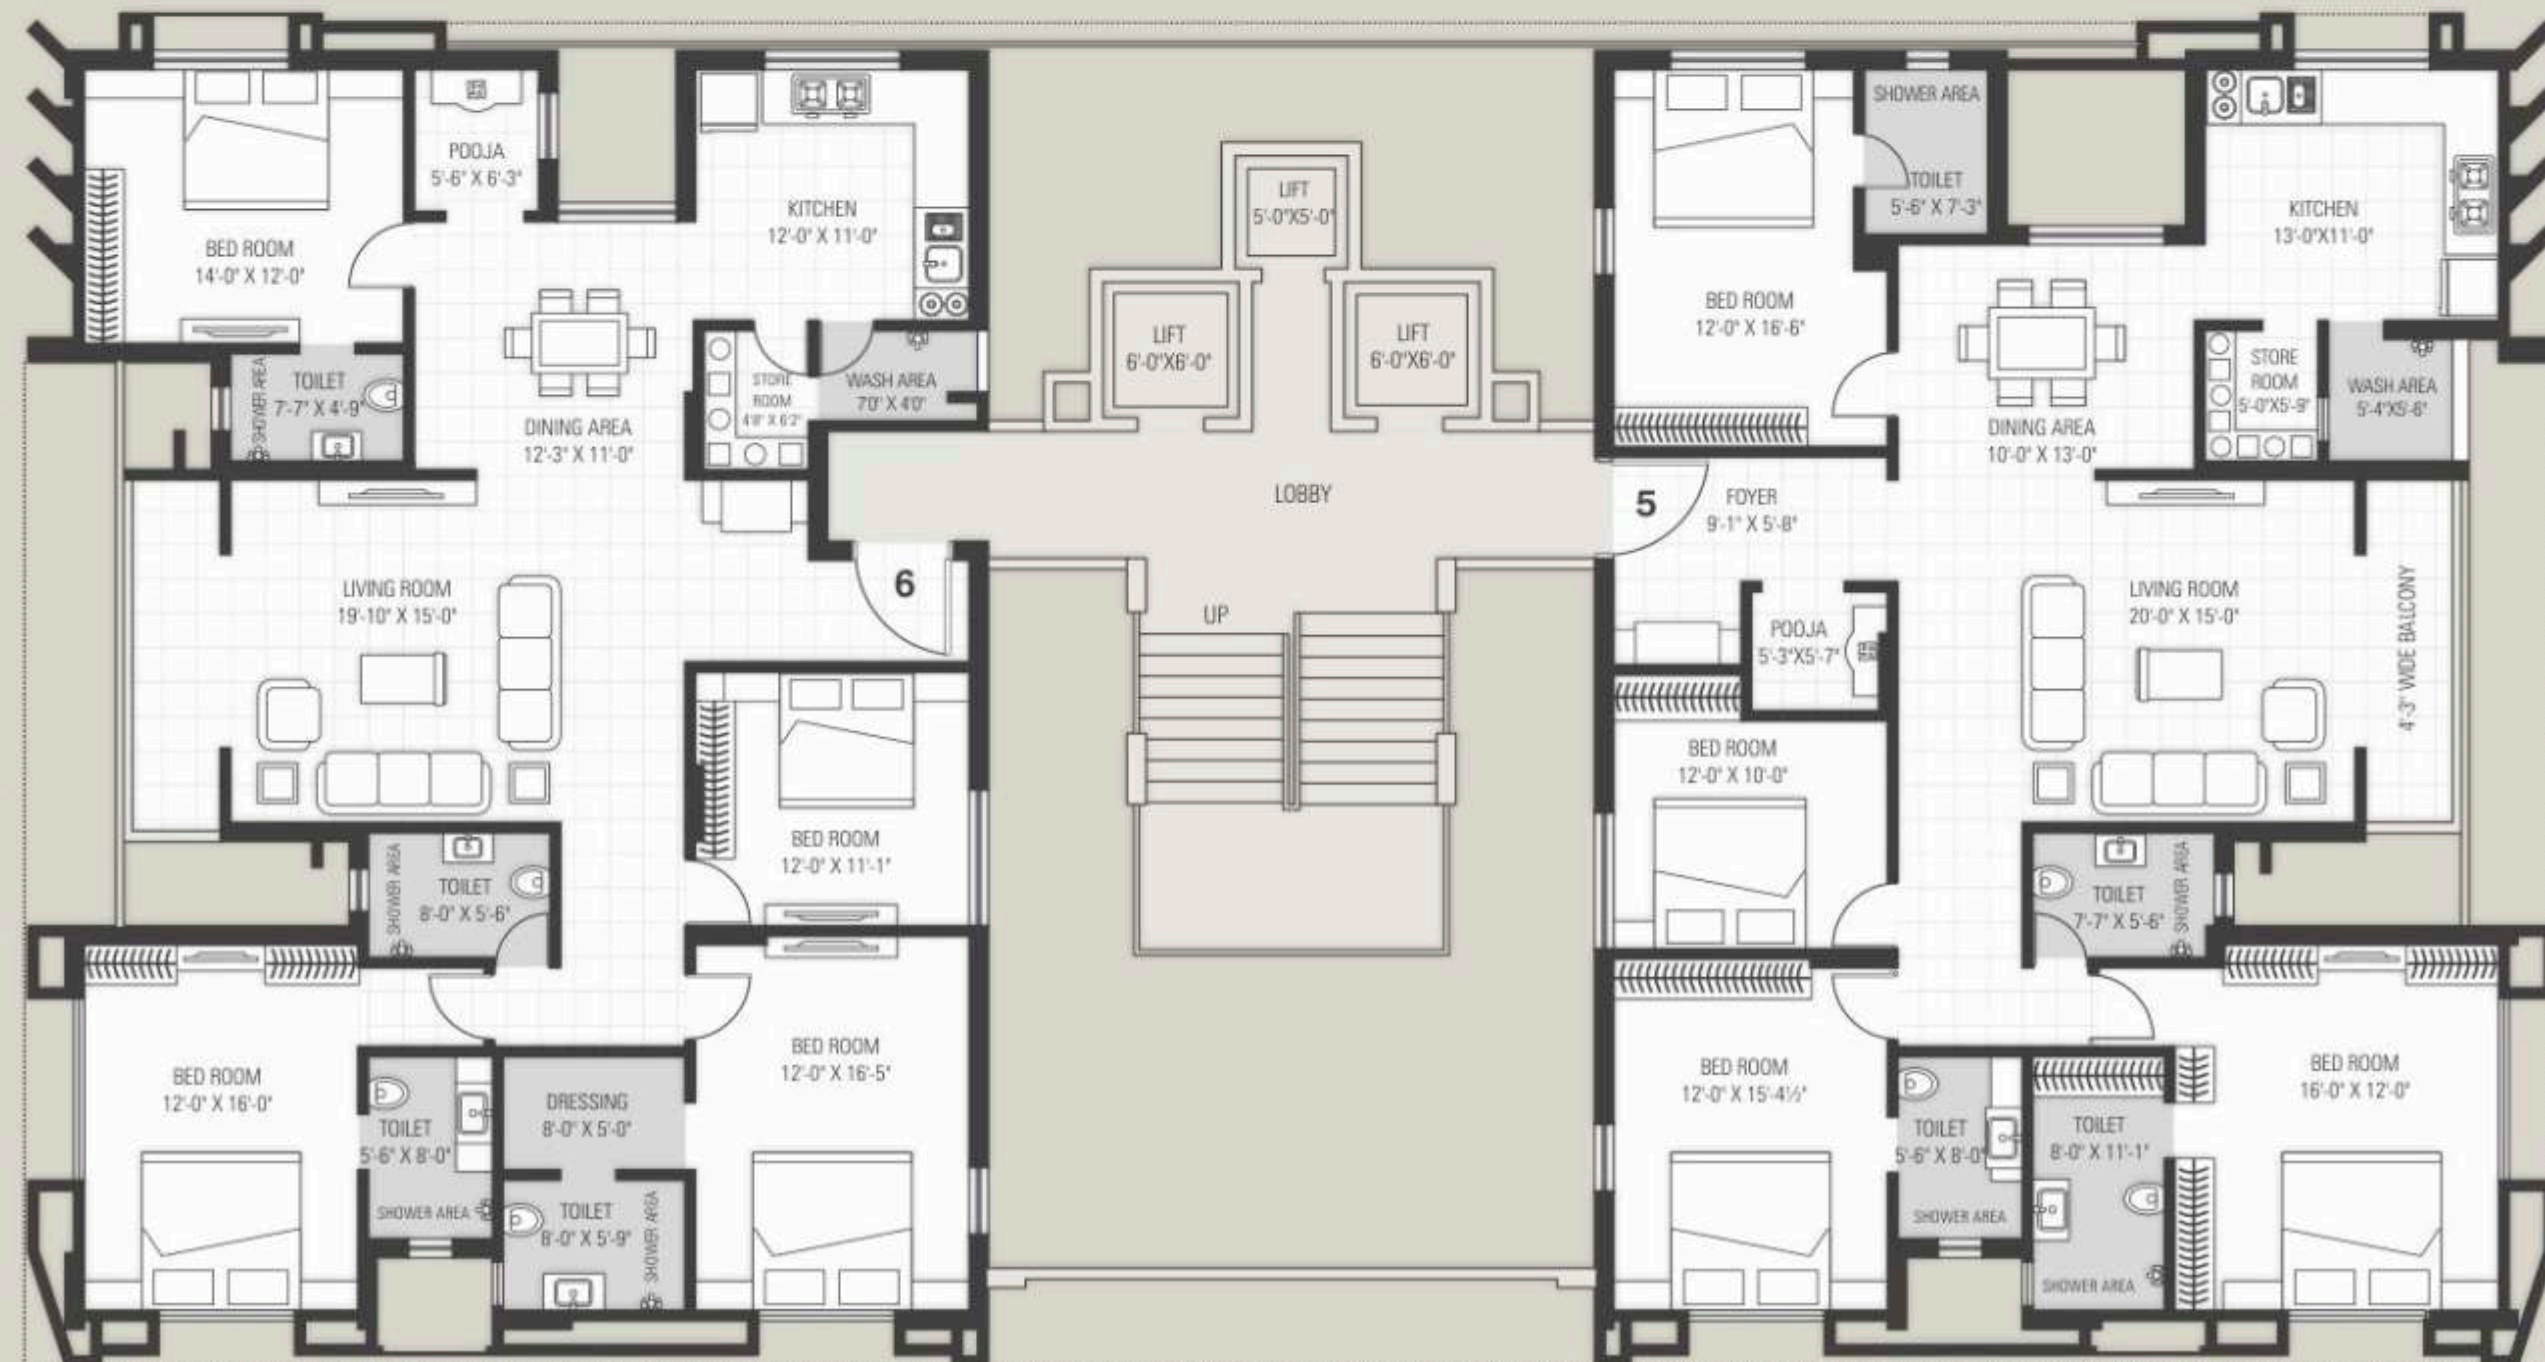 BED ROOM
14'-0" X 12'-0"
POOJA
5'-6" X 6'-3"
KITCHEN
12'-0" X 11'-0"
SHOWER AREA
TOILET
7'-7" X 4'-9"
DINING AREA
12'-3" X 11'-0"
STORE
ROOM
4'8" X 6'2"
WASH AREA
7'0" X 4'0"
LIVING ROOM
19'-10" X 15'-0"
6
BED ROOM
12'-0" X 11'-1"
SHOWER AREA
TOILET
8'-0" X 5'-6"
BED ROOM
12'-0" X 16'-0"
TOILET
5'-6" X 8'-0"
SHOWER AREA
DRESSING
8'-0" X 5'-0"
TOILET
8'-0" X 5'-9"
SHOWER AREA
BED ROOM
12'-0" X 16'-5"
LIFT
5'-0"X5'-0"
LIFT
6'-0"X6'-0"
LIFT
6'-0"X6'-0"
LOBBY
UP
BED ROOM
12'-0" X 16'-6"
SHOWER AREA
TOILET
5'-6" X 7'-3"
KITCHEN
13'-0"X11'-0"
DINING AREA
10'-0" X 13'-0"
STORE
ROOM
5'-0"X5'-9"
WASH AREA
5'-4"X5'-6"
5
FOYER
9'-1" X 5'-8"
POOJA
5'-3"X5'-7"
LIVING ROOM
20'-0" X 15'-0"
4'-3" WIDE BALCONY
BED ROOM
12'-0" X 10'-0"
TOILET
7'-7" X 5'-6"
SHOWER AREA
BED ROOM
12'-0" X 15'-4½"
TOILET
5'-6" X 8'-0"
SHOWER AREA
TOILET
8'-0" X 11'-1"
SHOWER AREA
BED ROOM
16'-0" X 12'-0"